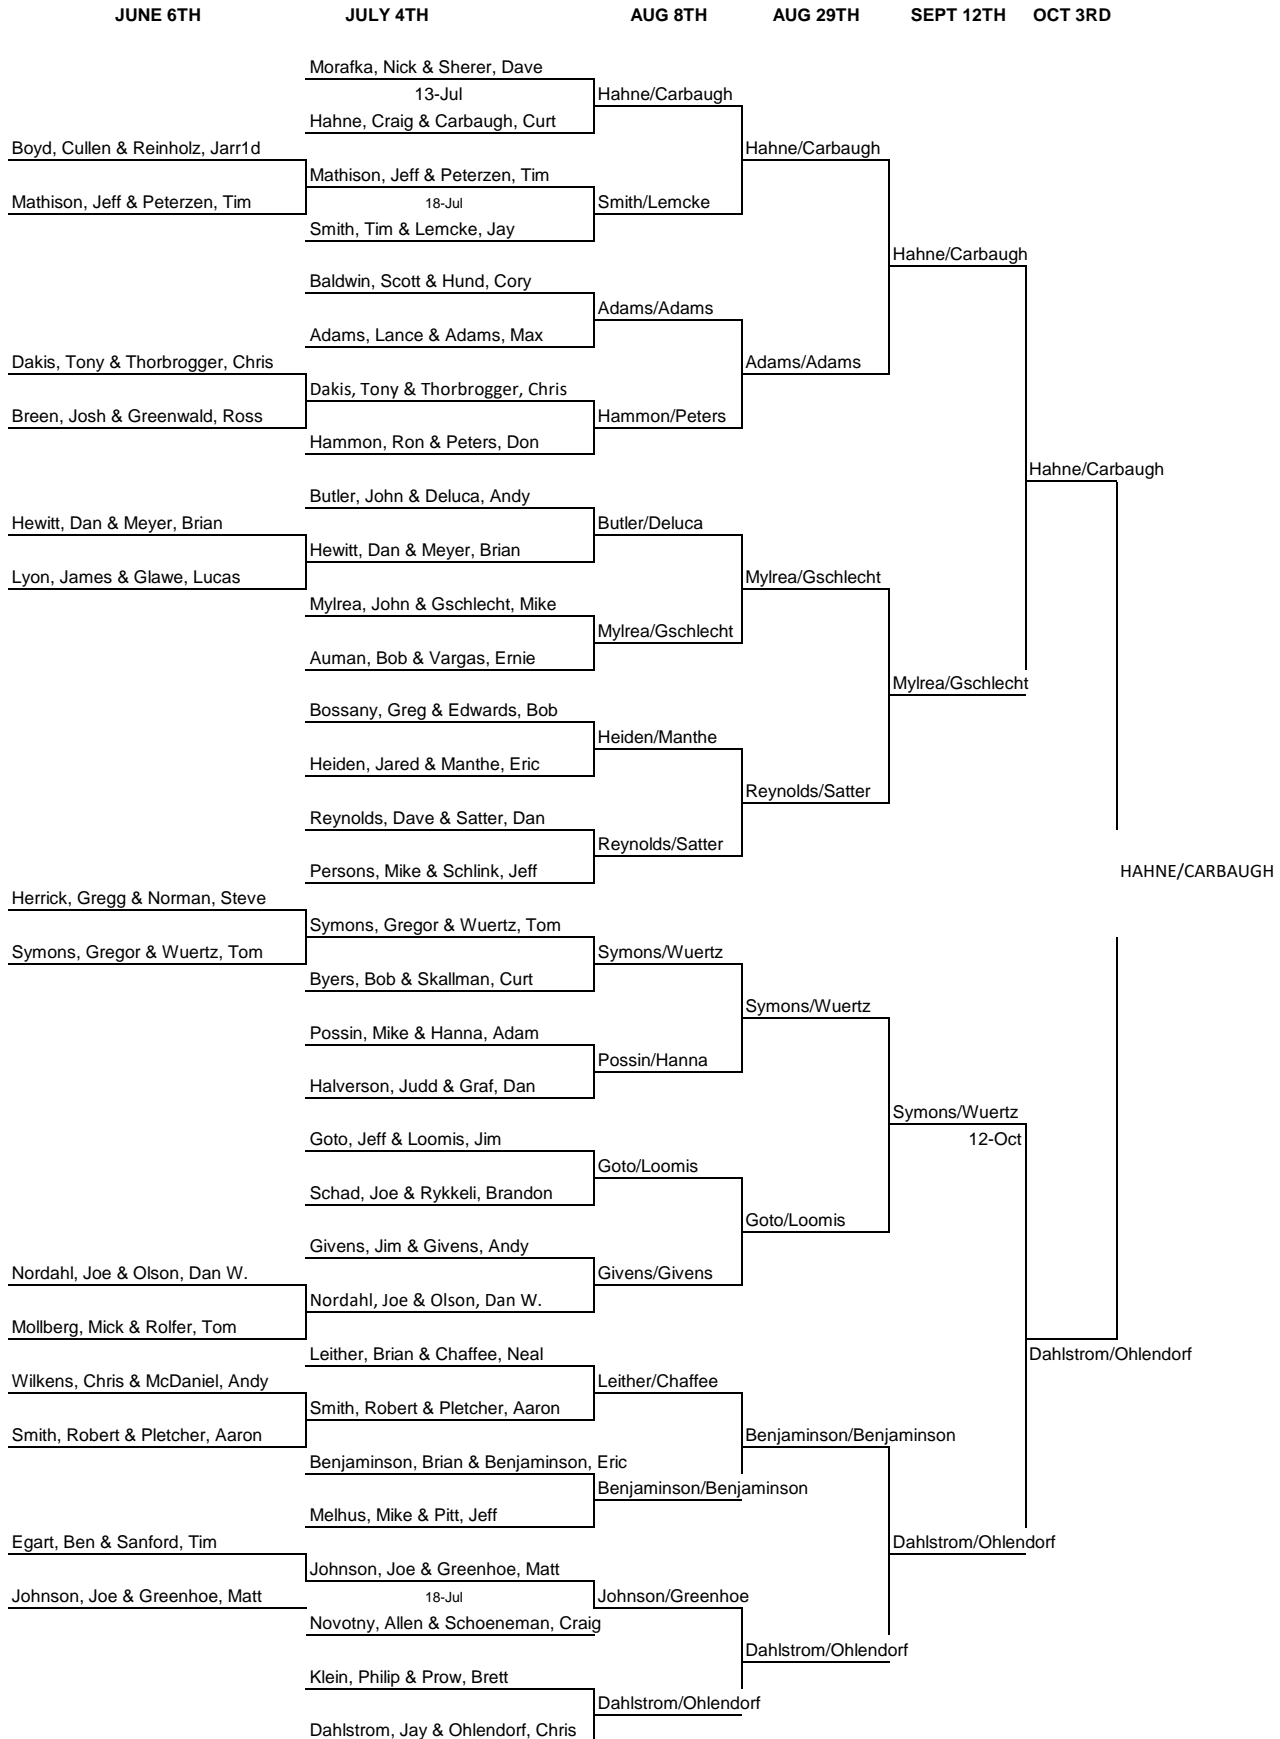 JUNE 6TH JULY 4TH AUG 8TH AUG 29TH SEPT 12TH OCT 3RD
Morafka, Nick & Sherer, Dave
13-Jul Hahne/Carbaugh
Hahne, Craig & Carbaugh, Curt
Boyd, Cullen & Reinholz, Jarr1d Hahne/Carbaugh
Mathison, Jeff & Peterzen, Tim
Mathison, Jeff & Peterzen, Tim 18-Jul Smith/Lemcke
Smith, Tim & Lemcke, Jay
Hahne/Carbaugh
Baldwin, Scott & Hund, Cory
Adams/Adams
Adams, Lance & Adams, Max
Dakis, Tony & Thorbrogger, Chris Adams/Adams
Dakis, Tony & Thorbrogger, Chris
Breen, Josh & Greenwald, Ross Hammon/Peters
Hammon, Ron & Peters, Don
Hahne/Carbaugh
Butler, John & Deluca, Andy
Hewitt, Dan & Meyer, Brian Butler/Deluca
Hewitt, Dan & Meyer, Brian
Lyon, James & Glawe, Lucas Mylrea/Gschlecht
Mylrea, John & Gschlecht, Mike
Mylrea/Gschlecht
Auman, Bob & Vargas, Ernie
Mylrea/Gschlecht
Bossany, Greg & Edwards, Bob
Heiden/Manthe
Heiden, Jared & Manthe, Eric
Reynolds/Satter
Reynolds, Dave & Satter, Dan
Reynolds/Satter
Persons, Mike & Schlink, Jeff HAHNE/CARBAUGH
Herrick, Gregg & Norman, Steve
Symons, Gregor & Wuertz, Tom
Symons, Gregor & Wuertz, Tom Symons/Wuertz
Byers, Bob & Skallman, Curt
Symons/Wuertz
Possin, Mike & Hanna, Adam
Possin/Hanna
Halverson, Judd & Graf, Dan
Symons/Wuertz
Goto, Jeff & Loomis, Jim 12-Oct
Goto/Loomis
Schad, Joe & Rykkeli, Brandon
Goto/Loomis
Givens, Jim & Givens, Andy
Nordahl, Joe & Olson, Dan W. Givens/Givens
Nordahl, Joe & Olson, Dan W.
Mollberg, Mick & Rolfer, Tom
Leither, Brian & Chaffee, Neal Dahlstrom/Ohlendorf
Wilkens, Chris & McDaniel, Andy Leither/Chaffee
Smith, Robert & Pletcher, Aaron
Smith, Robert & Pletcher, Aaron Benjaminson/Benjaminson
Benjaminson, Brian & Benjaminson, Eric
Benjaminson/Benjaminson
Melhus, Mike & Pitt, Jeff
Egart, Ben & Sanford, Tim Dahlstrom/Ohlendorf
Johnson, Joe & Greenhoe, Matt
Johnson, Joe & Greenhoe, Matt 18-Jul Johnson/Greenhoe
Novotny, Allen & Schoeneman, Craig
Dahlstrom/Ohlendorf
Klein, Philip & Prow, Brett
Dahlstrom/Ohlendorf
Dahlstrom, Jay & Ohlendorf, Chris